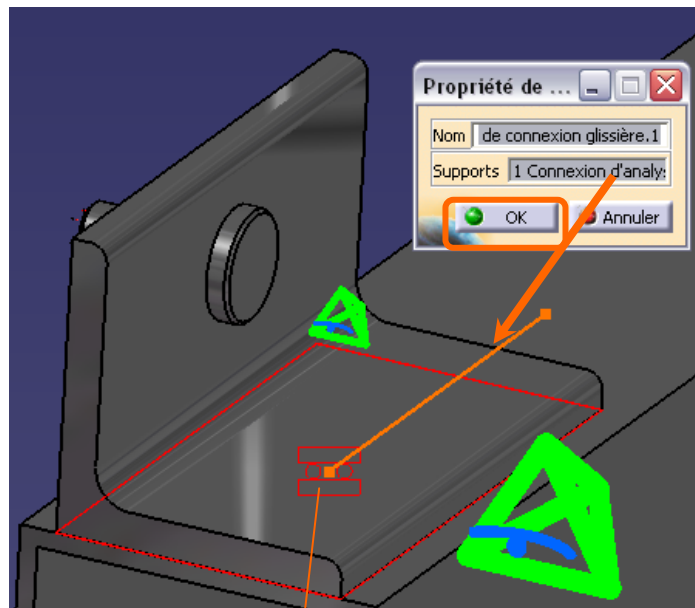 Propriété de ...
Nom de connexion glissière.1
Supports 1 Connexion d'analy
OK Annuler